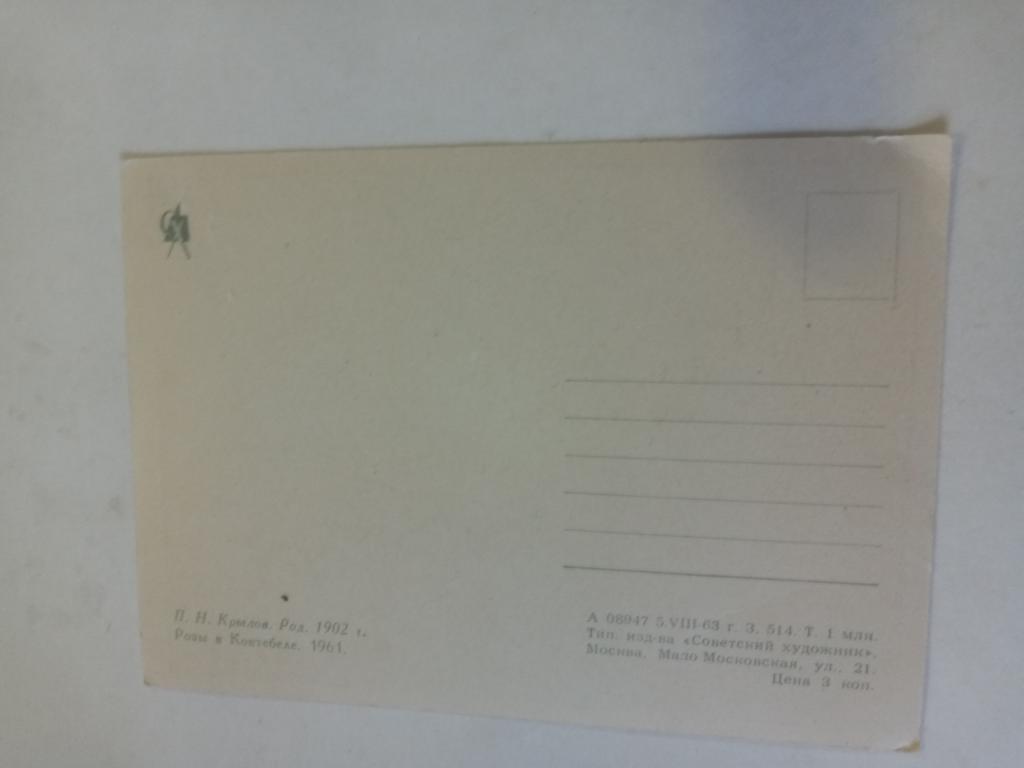 П. Н. Крылов. Род. 1902 г.
Розы в Коктебеле. 1961.
А 08947 5.VIII-63 г. З. 514. Т. 1 млн.
Тип. изд-ва «Советский художник».
Москва, Мало Московская, ул., 21.
Цена 3 коп.